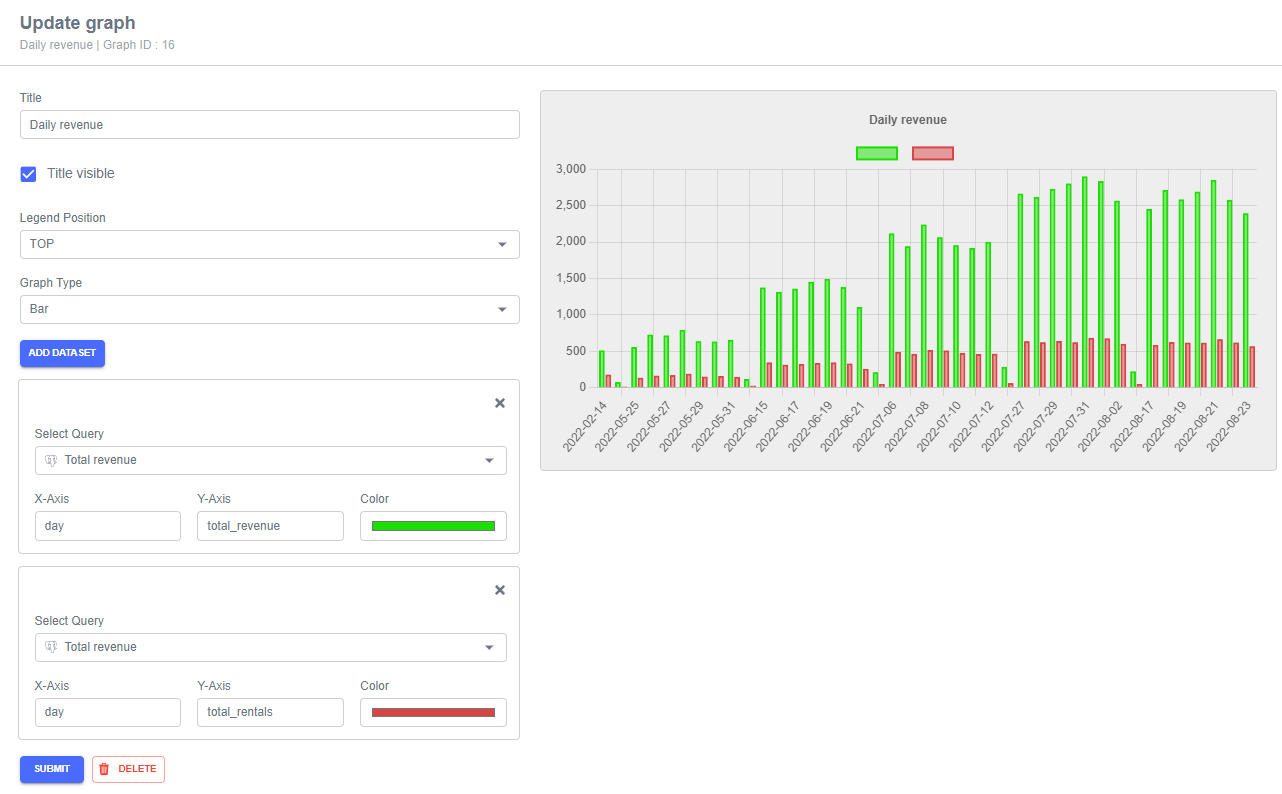 Update graph
Daily revenue | Graph ID : 16
Title
Daily revenue
Title visible
Legend Position
TOP
Graph Type
Bar
ADD DATASET
Select Query
Total revenue
X-Axis Y-Axis Color
day total_revenue
Select Query
Total revenue
X-Axis Y-Axis Color
day total_rentals
SUBMIT DELETE
Daily revenue
3,000
2,500
2,000
1,500
1,000
500
0
2022-02-14 2022-05-25 2022-05-27 2022-05-29 2022-05-31 2022-06-15 2022-06-17 2022-06-19 2022-06-21 2022-07-06 2022-07-08 2022-07-10 2022-07-12 2022-07-27 2022-07-29 2022-07-31 2022-08-02 2022-08-17 2022-08-19 2022-08-21 2022-08-23